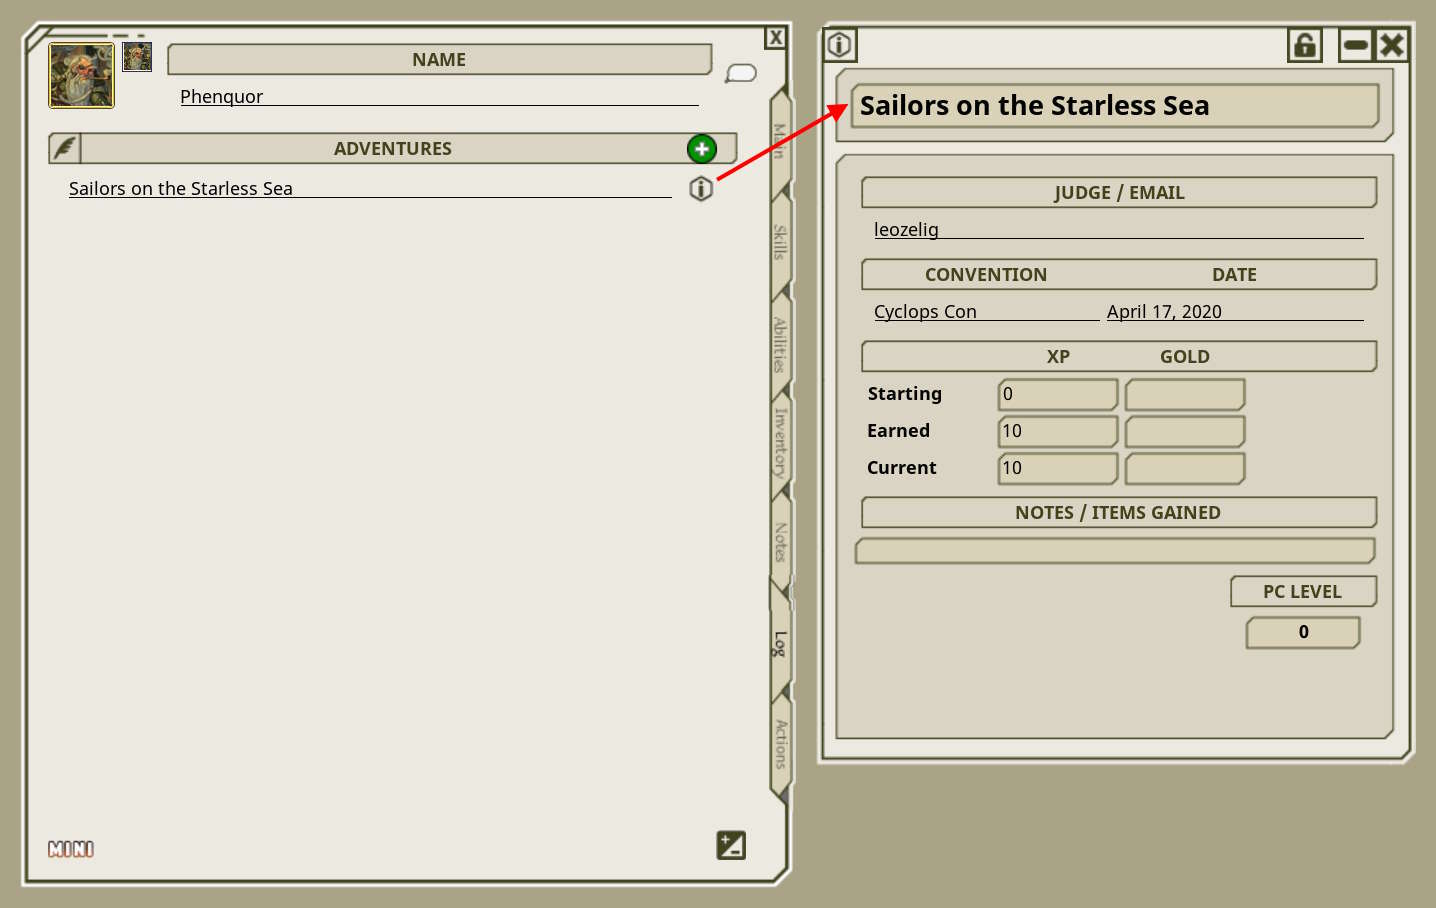 X
NAME
Phenquor
ADVENTURES
Sailors on the Starless Sea
Main
Skills
Abilities
Inventory
Notes
Log
Actions
MINI
Sailors on the Starless Sea
JUDGE / EMAIL
leozelig
CONVENTION DATE
Cyclops Con April 17, 2020
XP GOLD
Starting 0
Earned 10
Current 10
NOTES / ITEMS GAINED
PC LEVEL
0